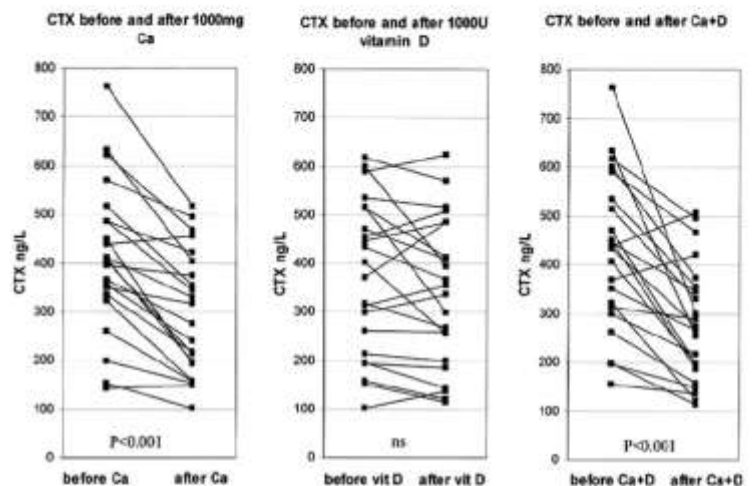 CTX before and after 1000mg
Ca
800
700
600
500
400
300
200
100
0
CTX ng/L
P<0.001
before Ca
after Ca
CTX before and after 1000U
vitamin D
800
700
600
500
400
300
200
100
0
CTX ng/L
ns
before vit D
after vit D
CTX before and after Ca+D
800
700
600
500
400
300
200
100
0
CTX ng/L
P<0.001
before Ca+D
after Ca+D